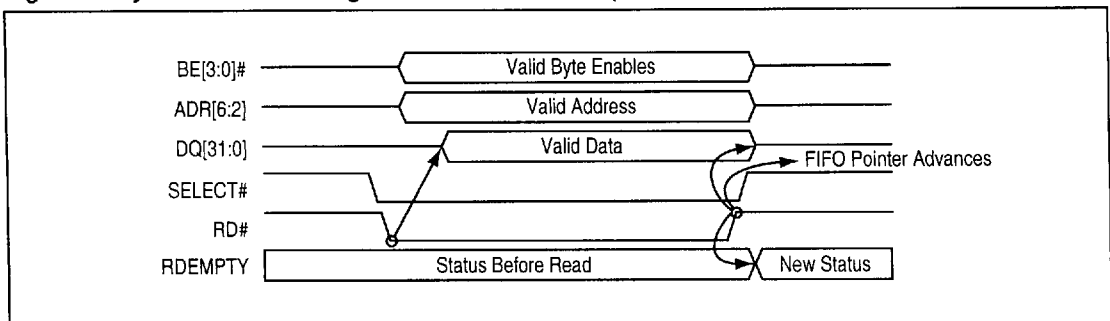 BE[3:0]# Valid Byte Enables
ADR[6:2} Valid Address
DQ[31:0] Valid Data
FIFO Pointer Advances
SELECT#
RD#
RDEMPTY Status Before Read New Status